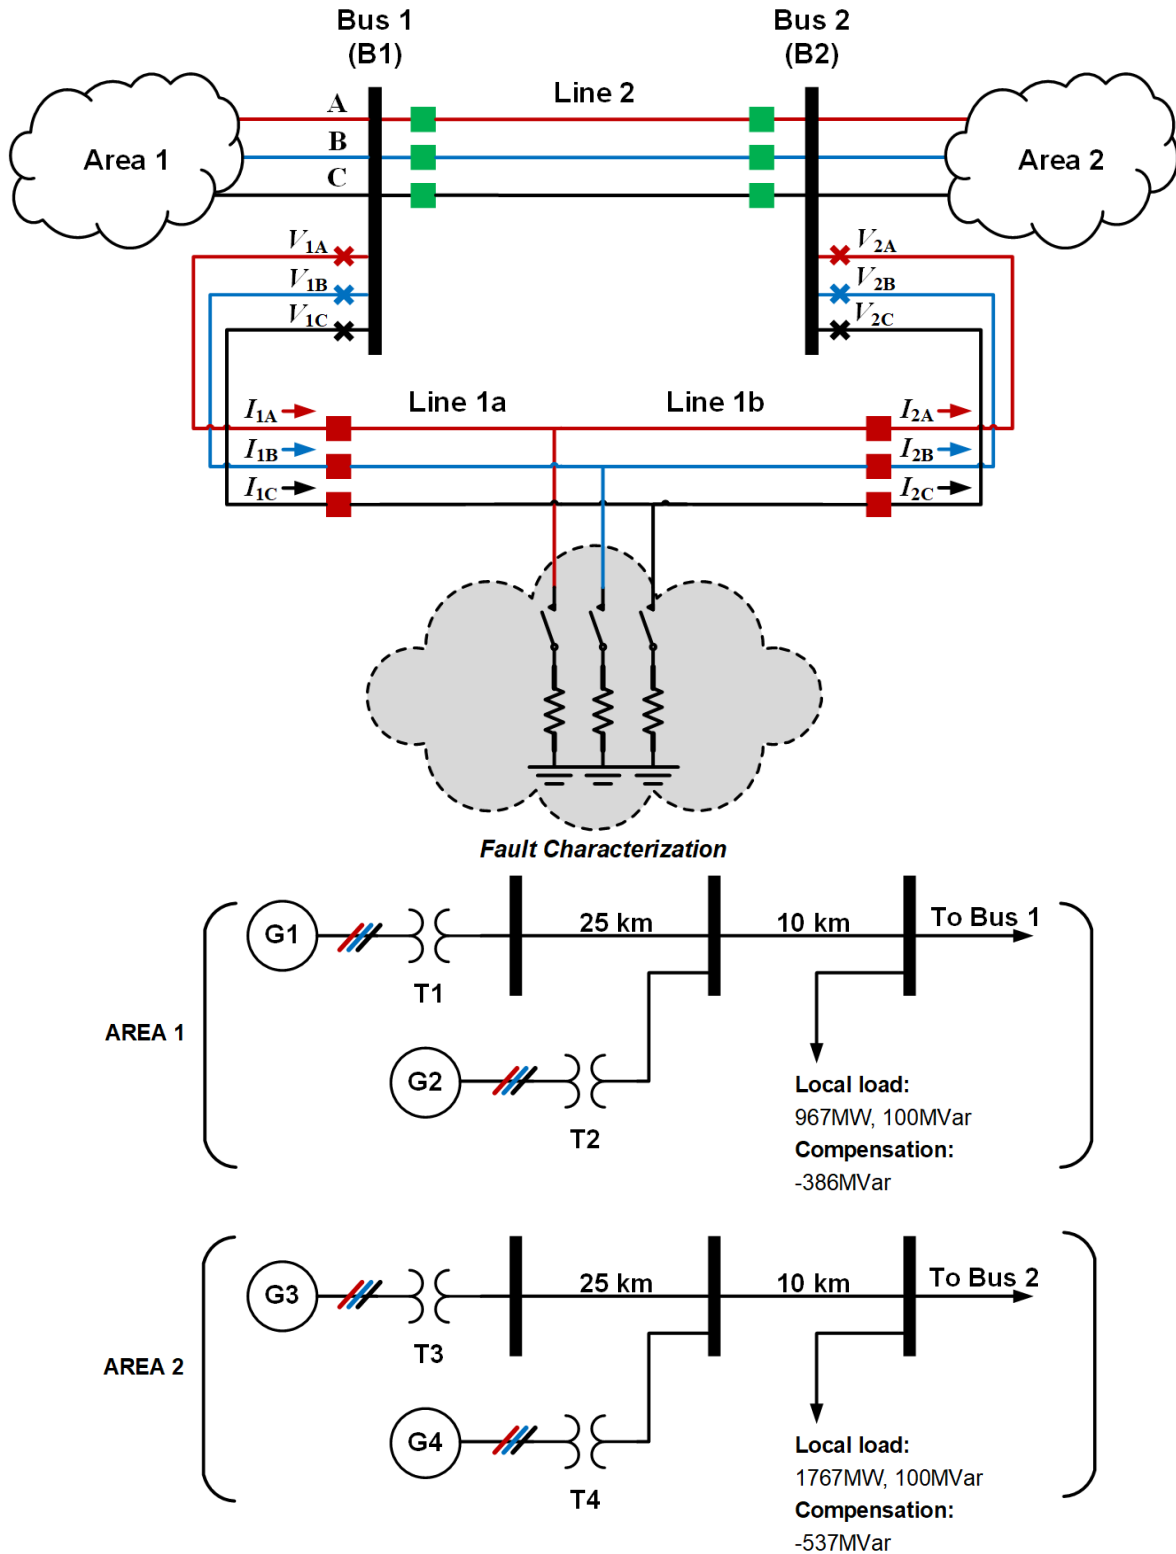 Bus 1
(B1)
Bus 2
(B2)
Line 2
A
B
C
Area 1
Area 2
V1A
V1B
V1C
V2A
V2B
V2C
Line 1a
Line 1b
I1A
I1B
I1C
I2A
I2B
I2C
Fault Characterization
AREA 1
G1
T1
25 km
10 km
To Bus 1
G2
T2
Local load:
967MW, 100MVar
Compensation:
-386MVar
AREA 2
G3
T3
25 km
10 km
To Bus 2
G4
T4
Local load:
1767MW, 100MVar
Compensation:
-537MVar